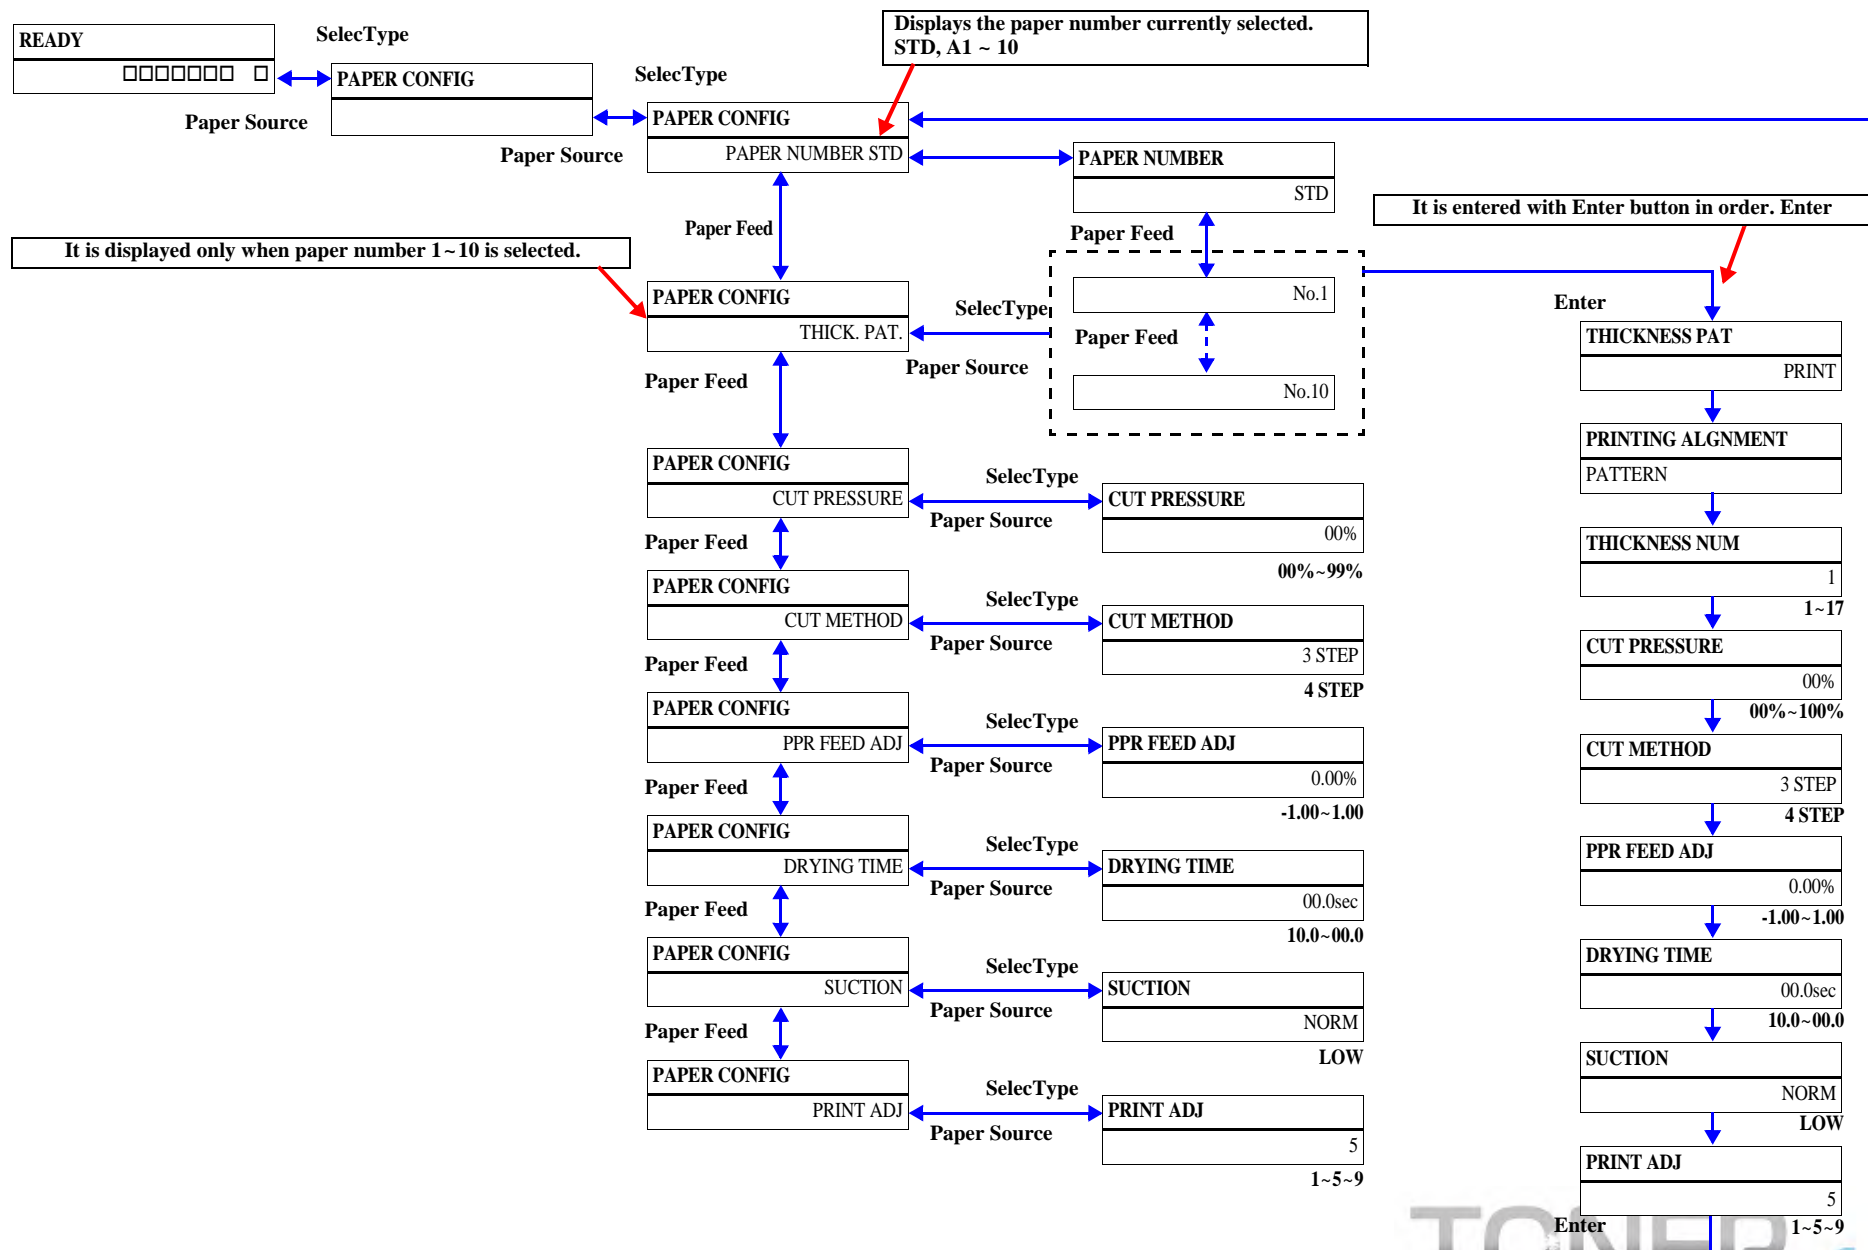 READY
□□□□□□□ □
SelecType
Paper Source
PAPER CONFIG
SelecType
Paper Source
Displays the paper number currently selected.
STD, A1 ~ 10
PAPER CONFIG
PAPER NUMBER STD
PAPER NUMBER
STD
Paper Feed
Paper Feed
It is entered with Enter button in order. Enter
It is displayed only when paper number 1~10 is selected.
PAPER CONFIG
THICK. PAT.
SelecType
Paper Source
No.1
Paper Feed
No.10
Enter
THICKNESS PAT
PRINT
PRINTING ALGNMENT
PATTERN
THICKNESS NUM
1
1~17
CUT PRESSURE
00%
00%~100%
CUT METHOD
3 STEP
4 STEP
PPR FEED ADJ
0.00%
-1.00~1.00
DRYING TIME
00.0sec
10.0~00.0
SUCTION
NORM
LOW
PRINT ADJ
5
1~5~9
Enter
Paper Feed
PAPER CONFIG
CUT PRESSURE
SelecType
Paper Source
CUT PRESSURE
00%
00%~99%
Paper Feed
PAPER CONFIG
CUT METHOD
SelecType
Paper Source
CUT METHOD
3 STEP
4 STEP
Paper Feed
PAPER CONFIG
PPR FEED ADJ
SelecType
Paper Source
PPR FEED ADJ
0.00%
-1.00~1.00
Paper Feed
PAPER CONFIG
DRYING TIME
SelecType
Paper Source
DRYING TIME
00.0sec
10.0~00.0
Paper Feed
PAPER CONFIG
SUCTION
SelecType
Paper Source
SUCTION
NORM
LOW
Paper Feed
PAPER CONFIG
PRINT ADJ
SelecType
Paper Source
PRINT ADJ
5
1~5~9
TONER